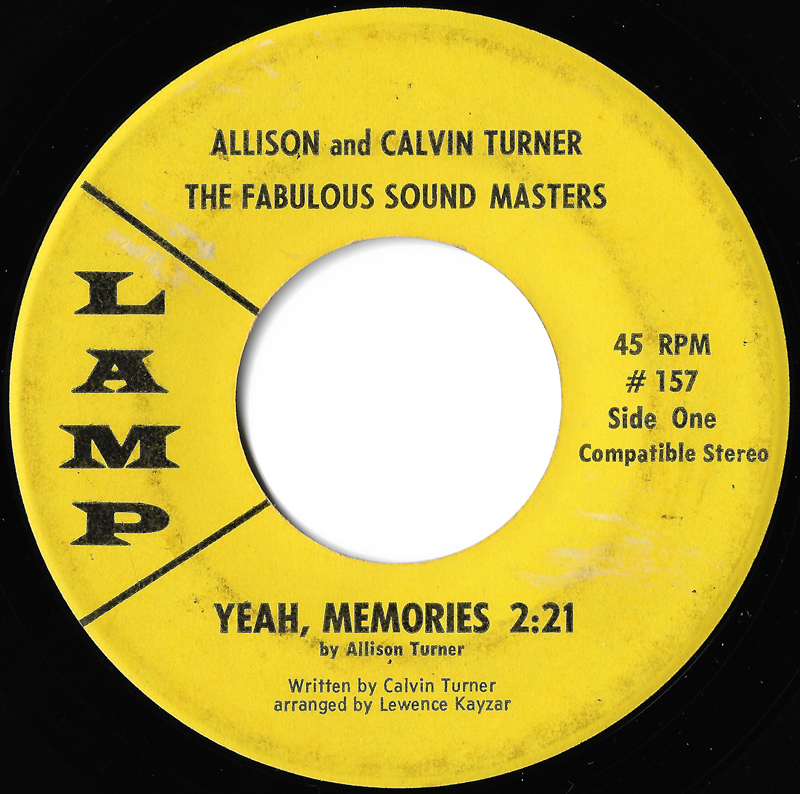 ALLISON and CALVIN TURNER
THE FABULOUS SOUND MASTERS
LAMP
45 RPM
# 157
Side One
Compatible Stereo
YEAH, MEMORIES 2:21
by Allison Turner
Written by Calvin Turner
arranged by Lewence Kayzar